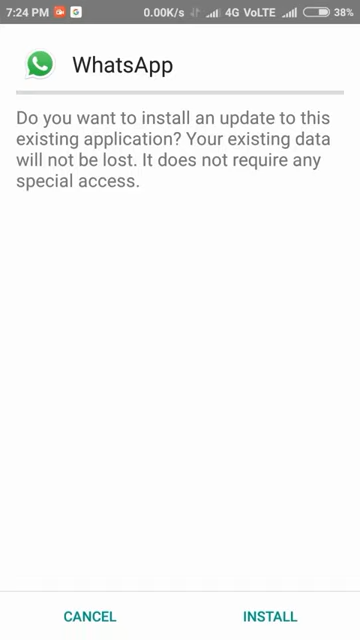 7:24 PM 0.00K/s 4G VoLTE 38%
WhatsApp
Do you want to install an update to this
existing application? Your existing data
will not be lost. It does not require any
special access.
CANCEL INSTALL